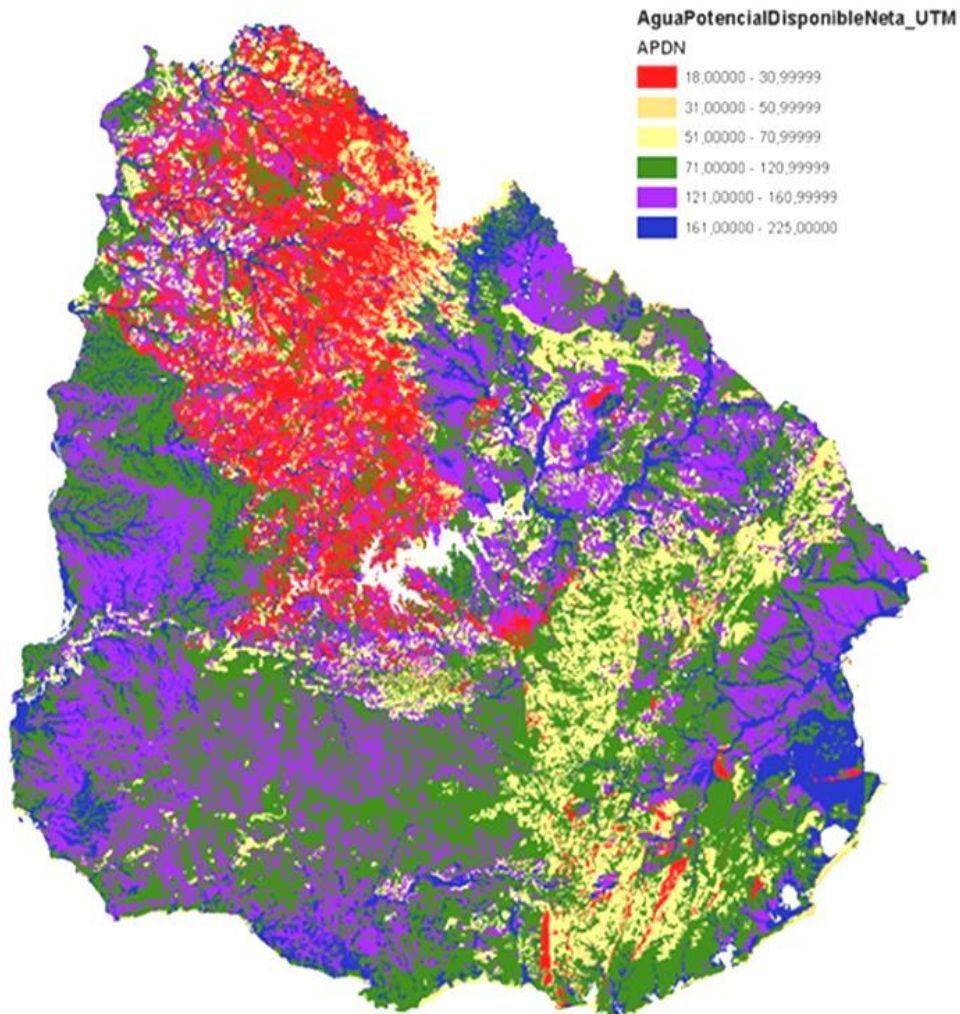 AguaPotencialDisponibleNeta_UTM
APDN
18,00000 - 30,99999
31,00000 - 50,99999
51,00000 - 70,99999
71,00000 - 120,99999
121,00000 - 160,99999
161,00000 - 225,00000